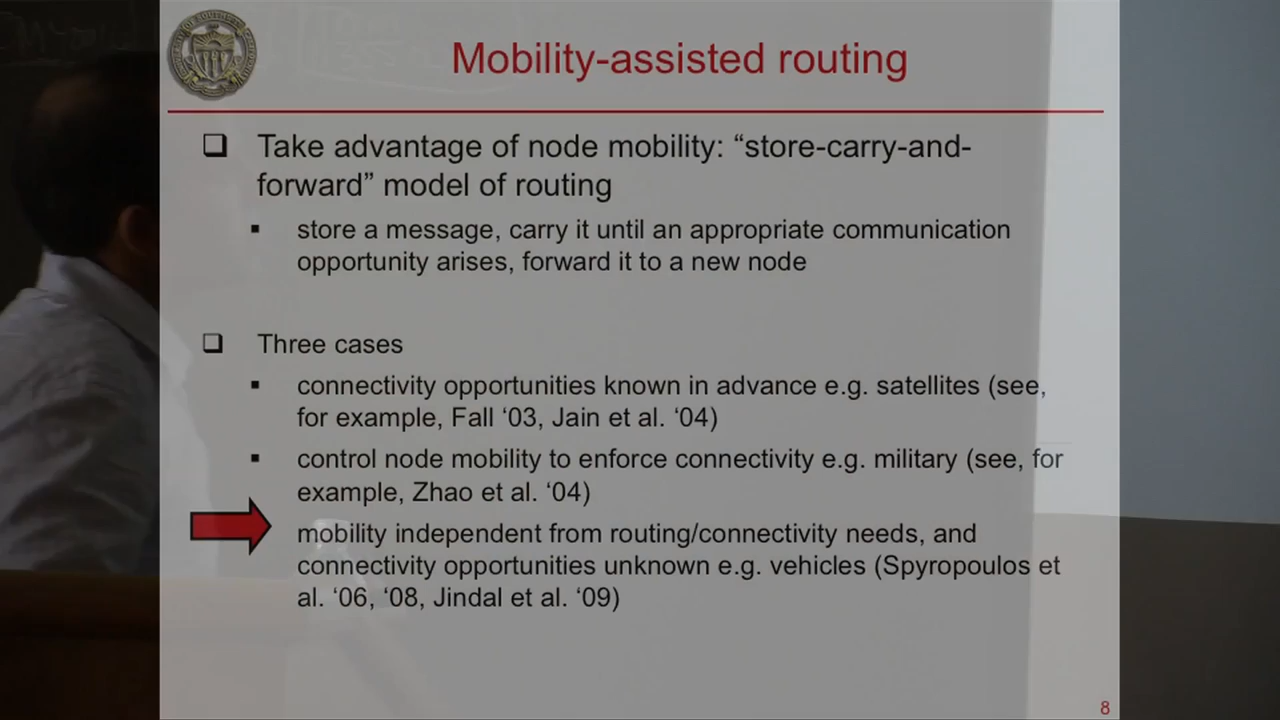 Mobility-assisted routing
❑ Take advantage of node mobility: “store-carry-and-
forward” model of routing
▪ store a message, carry it until an appropriate communication
opportunity arises, forward it to a new node
❑ Three cases
▪ connectivity opportunities known in advance e.g. satellites (see,
for example, Fall ‘03, Jain et al. ‘04)
▪ control node mobility to enforce connectivity e.g. military (see, for
example, Zhao et al. ‘04)
mobility independent from routing/connectivity needs, and
connectivity opportunities unknown e.g. vehicles (Spyropoulos et
al. ‘06, ‘08, Jindal et al. ‘09)
8